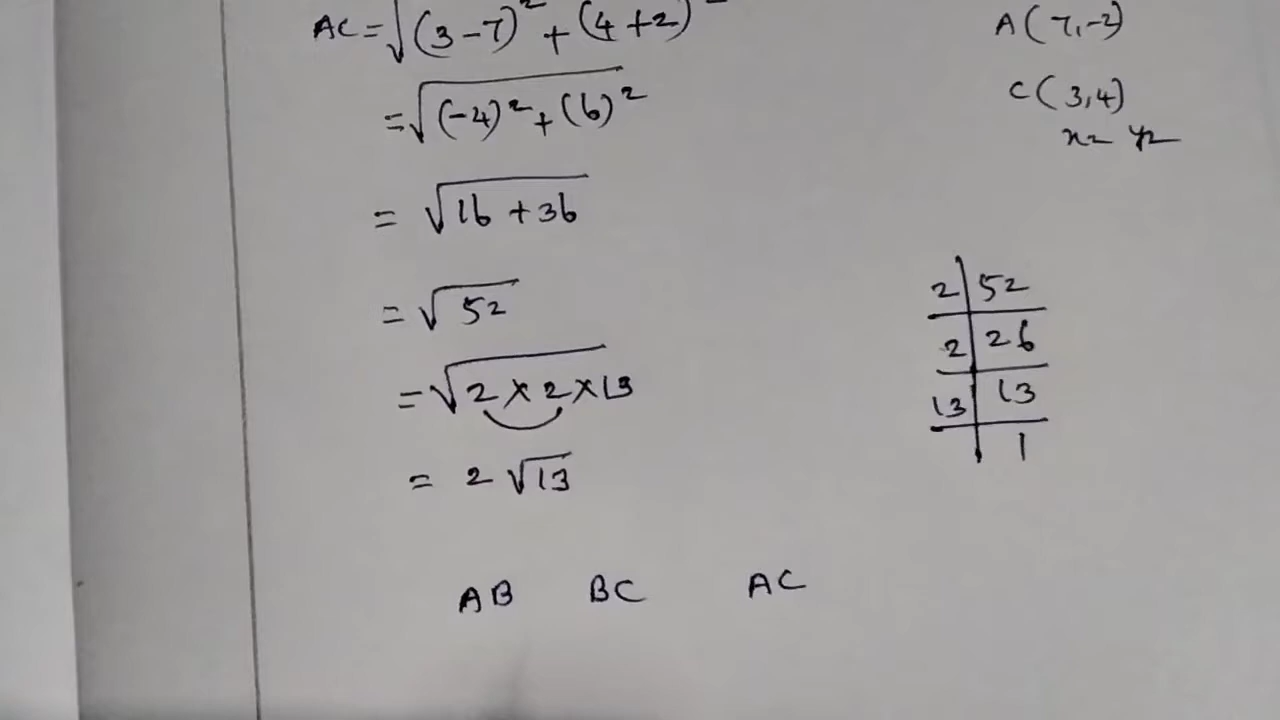 AC = √(3-7)² + (4+2)²
= √(-4)² + (6)²
= √16 + 36
= √52
= √2 × 2 × 13
= 2 √13
A (7,-2)
C (3,4)
x₂ y₂
2 | 52
2 | 26
13 | 13
1
AB BC AC